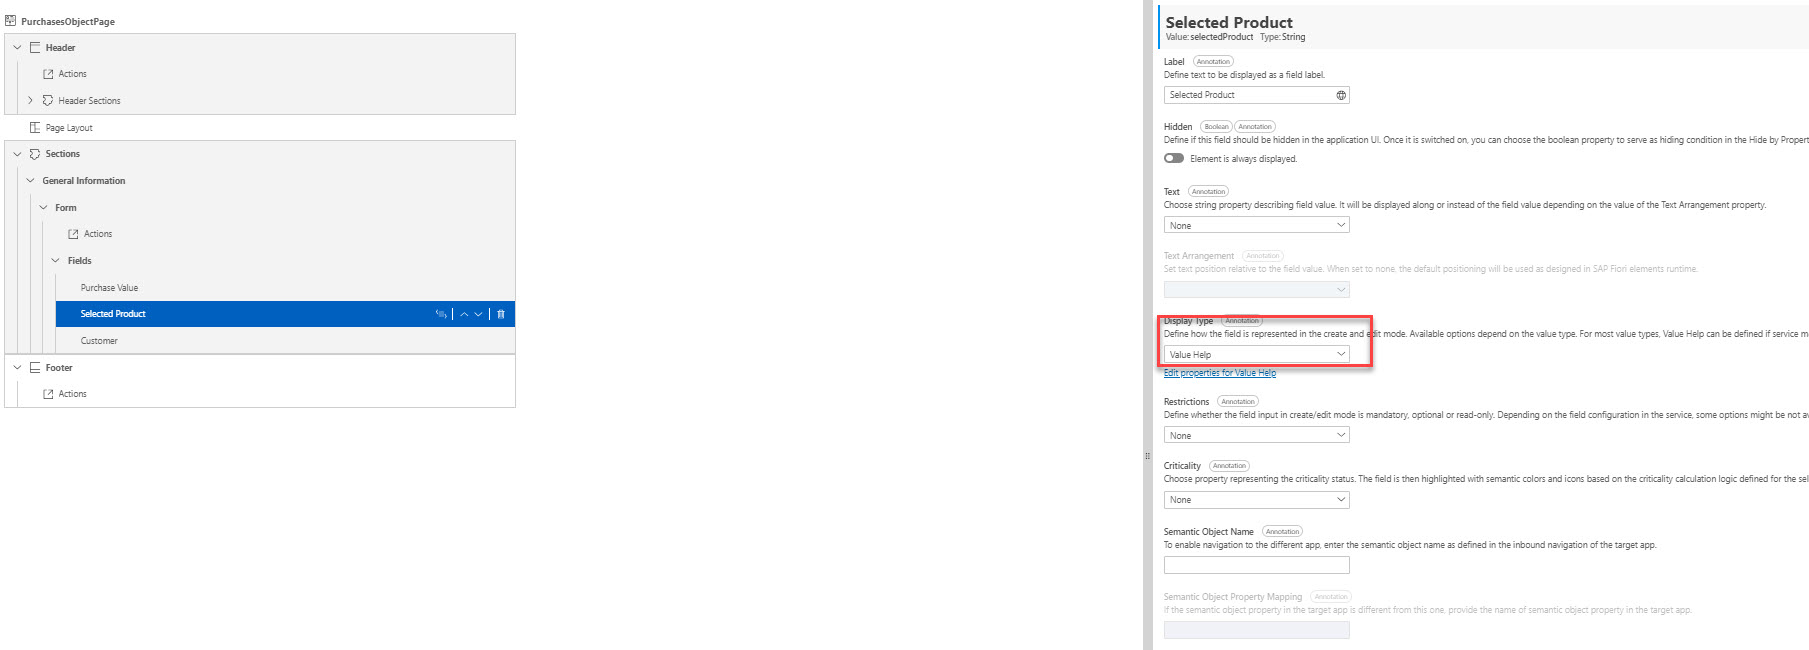 PurchasesObjectPage
Header
Actions
Header Sections
Page Layout
Sections
General Information
Form
Actions
Fields
Purchase Value
Selected Product
Customer
Footer
Actions
Selected Product
Value: selectedProduct Type: String
Label Annotation
Define text to be displayed as a field label.
Selected Product
Hidden Boolean Annotation
Define if this field should be hidden in the application UI. Once it is switched on, you can choose the boolean property to serve as hiding condition in the Hide by Propert
Element is always displayed.
Text Annotation
Choose string property describing field value. It will be displayed along or instead of the field value depending on the value of the Text Arrangement property.
None
Text Arrangement Annotation
Set text position relative to the field value. When set to none, the default positioning will be used as designed in SAP Fiori elements runtime.
Display Type Annotation
Define how the field is represented in the create and edit mode. Available options depend on the value type. For most value types, Value Help can be defined if service m
Value Help
Edit properties for Value Help
Restrictions Annotation
Define whether the field input in create/edit mode is mandatory, optional or read-only. Depending on the field configuration in the service, some options might be not av
None
Criticality Annotation
Choose property representing the criticality status. The field is then highlighted with semantic colors and icons based on the criticality calculation logic defined for the sel
None
Semantic Object Name Annotation
To enable navigation to the different app, enter the semantic object name as defined in the inbound navigation of the target app.
Semantic Object Property Mapping Annotation
If the semantic object property in the target app is different from this one, provide the name of semantic object property in the target app.